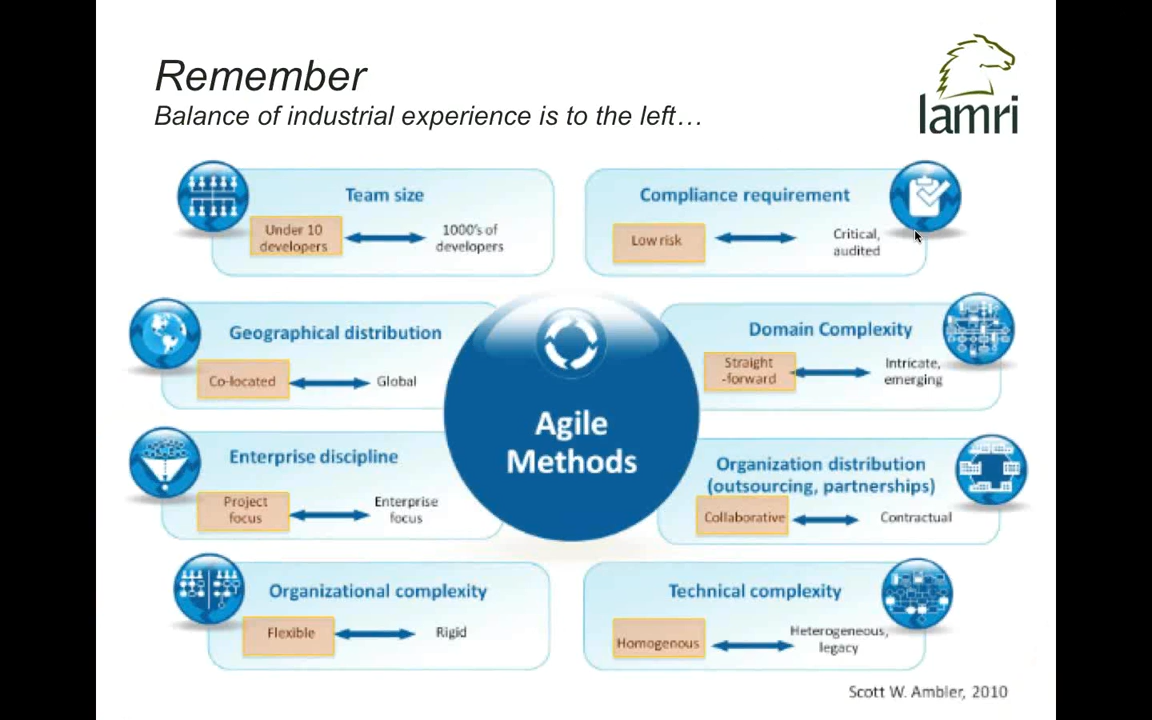 Remember
Balance of industrial experience is to the left...
lamri
Team size
Under 10
developers
1000's of
developers
Compliance requirement
Low risk
Critical,
audited
Geographical distribution
Co-located
Global
Domain Complexity
Straight
-forward
Intricate,
emerging
Agile
Methods
Enterprise discipline
Project
focus
Enterprise
focus
Organization distribution
(outsourcing, partnerships)
Collaborative
Contractual
Organizational complexity
Flexible
Rigid
Technical complexity
Homogenous
Heterogeneous,
legacy
Scott W. Ambler, 2010